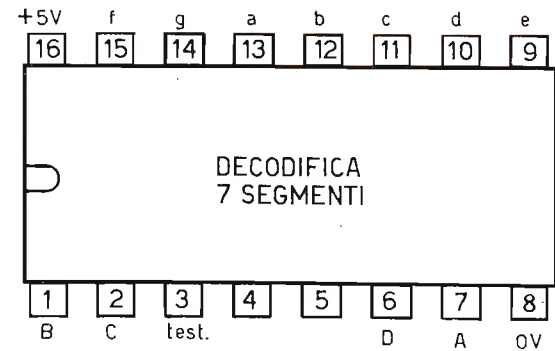 +5V f g a b c d e
16 15 14 13 12 11 10 9
DECODIFICA
7 SEGMENTI
1 2 3 4 5 6 7 8
B C test. D A 0V